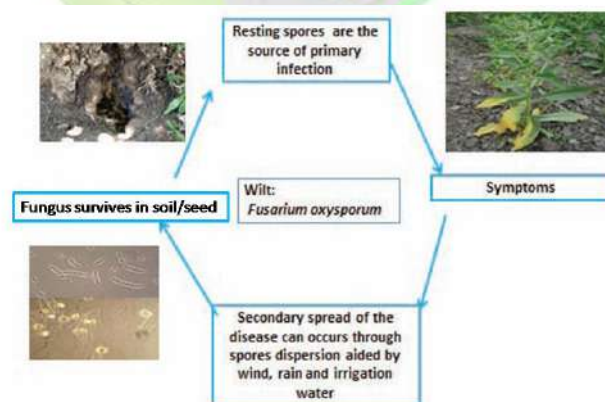 Resting spores are the
source of primary
infection
Fungus survives in soil/seed
Wilt:
Fusarium oxysporum
Symptoms
Secondary spread of the
disease can occurs through
spores dispersion aided by
wind, rain and irrigation
water